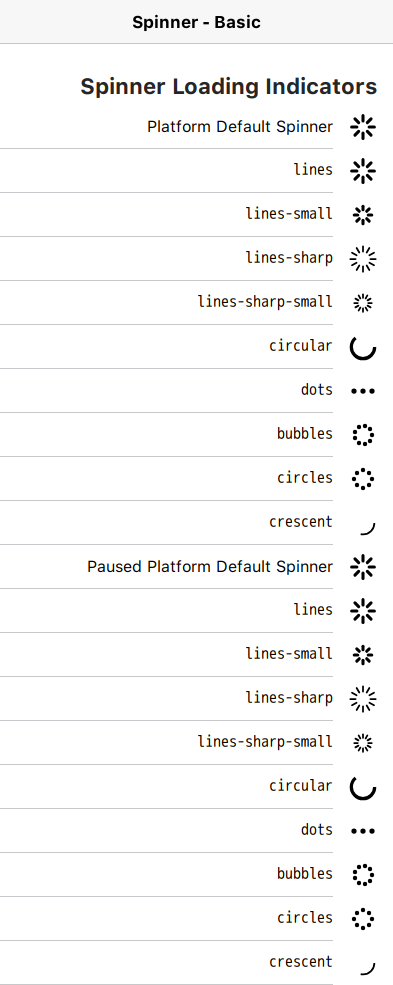 Spinner - Basic
Spinner Loading Indicators
Platform Default Spinner
lines
lines-small
lines-sharp
lines-sharp-small
circular
dots
bubbles
circles
crescent
Paused Platform Default Spinner
lines
lines-small
lines-sharp
lines-sharp-small
circular
dots
bubbles
circles
crescent